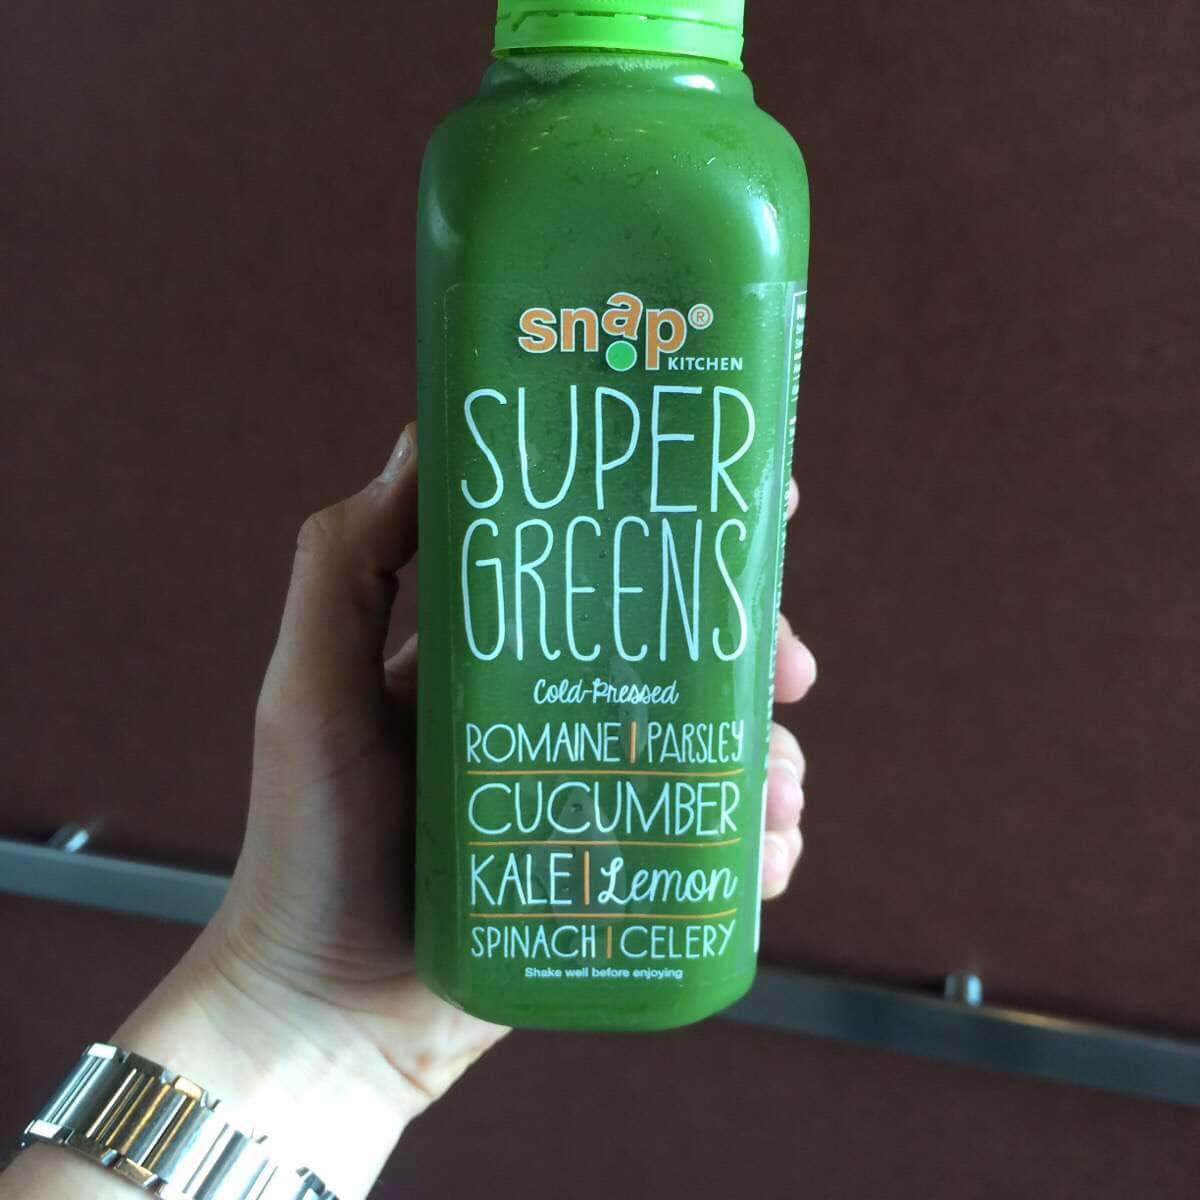 snap®
KITCHEN
SUPER
GREENS
Cold-Pressed
ROMAINE | PARSLEY
CUCUMBER
KALE | Lemon
SPINACH | CELERY
Shake well before enjoying